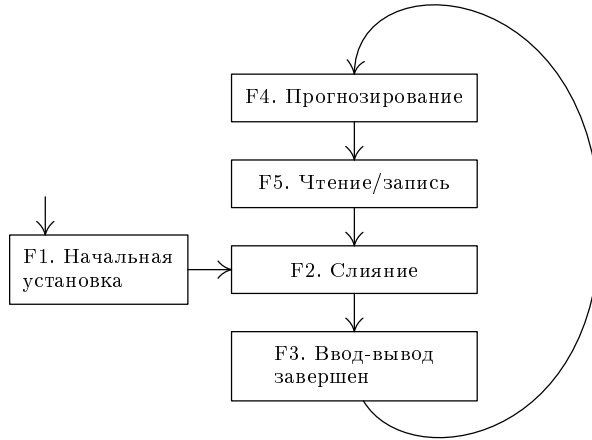 F4. Прогнозирование
F5. Чтение/запись
F1. Начальная
установка
F2. Слияние
F3. Ввод-вывод
завершен